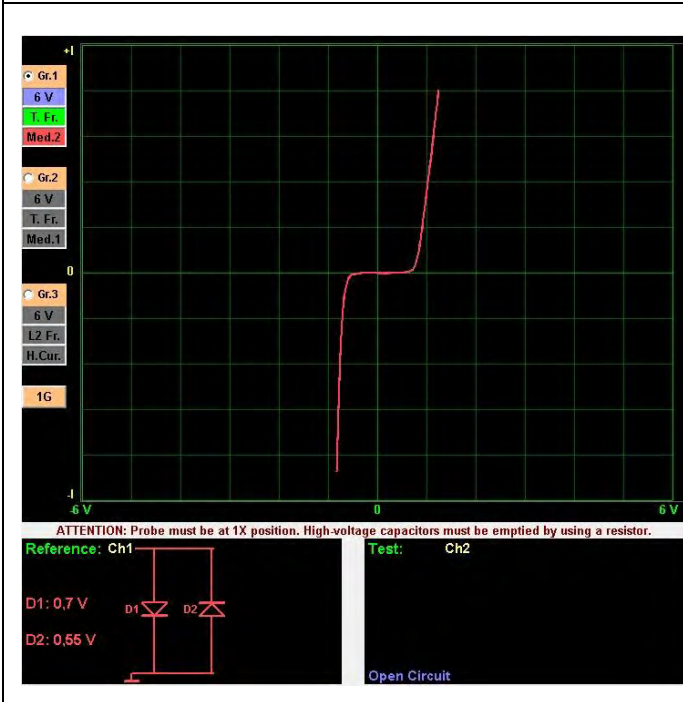 +I
Gr.1
6 V
T. Fr.
Med.2
Gr.2
6 V
T. Fr.
Med.1
0
Gr.3
6 V
L2 Fr.
H.Cur.
1G
-I
-6 V 0 6 V
ATTENTION: Probe must be at 1X position. High-voltage capacitors must be emptied by using a resistor.
Reference: Ch1
D1: 0,7 V
D1 D2
D2: 0,55 V
Test: Ch2
Open Circuit